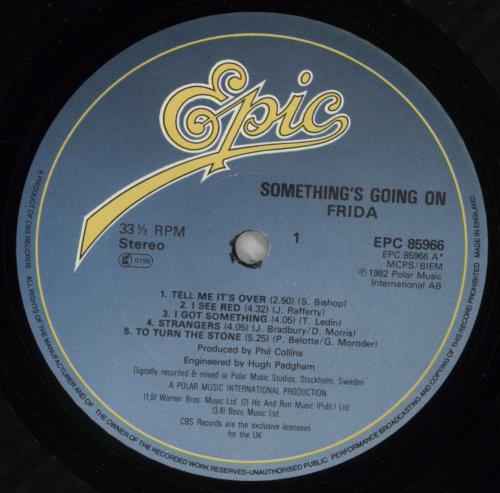 Epic
SOMETHING'S GOING ON
FRIDA
33⅓ RPM
Stereo
LC 0199
1
EPC 85966
EPC 85966 A*
MCPS/BIEM
℗ 1982 Polar Music
International AB
1. TELL ME IT'S OVER (2.50) (S. Bishop)
2. I SEE RED (4.32) (J. Rafferty)
3. I GOT SOMETHING (4.05) (T. Ledin)
4. STRANGERS (4.05) (J. Bradbury/D. Morris)
5. TO TURN THE STONE (5.25) (P. Belotte/G. Moroder)
Produced by Phil Collins
Engineered by Hugh Padgham
Digitally recorded & mixed at Polar Music Studios, Stockholm, Sweden
A POLAR MUSIC INTERNATIONAL PRODUCTION
(1,5) Warner Bros. Music Ltd. (2) Hit And Run Music (Publ.) Ltd.
(3,4) Bocu Music Ltd.
CBS Records are the exclusive licensees
for the UK
A PRODUCT OF CBS RECORDS. ALL RIGHTS OF THE MANUFACTURER AND OF THE OWNER OF THE RECORDED WORK RESERVED-UNAUTHORISED PUBLIC PERFORMANCE BROADCASTING AND COPYING OF THIS RECORD PROHIBITED MADE IN ENGLAND.